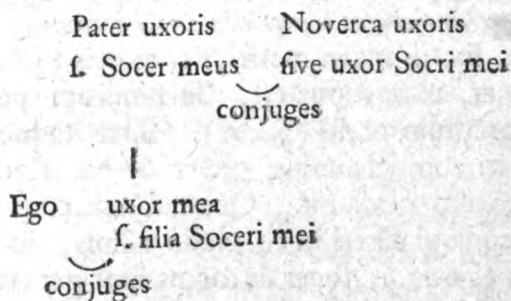 Pater uxoris Noverca uxoris
ſ. Socer meus ſive uxor Socri mei
conjuges
Ego uxor mea
ſ. filia Soceri mei
conjuges